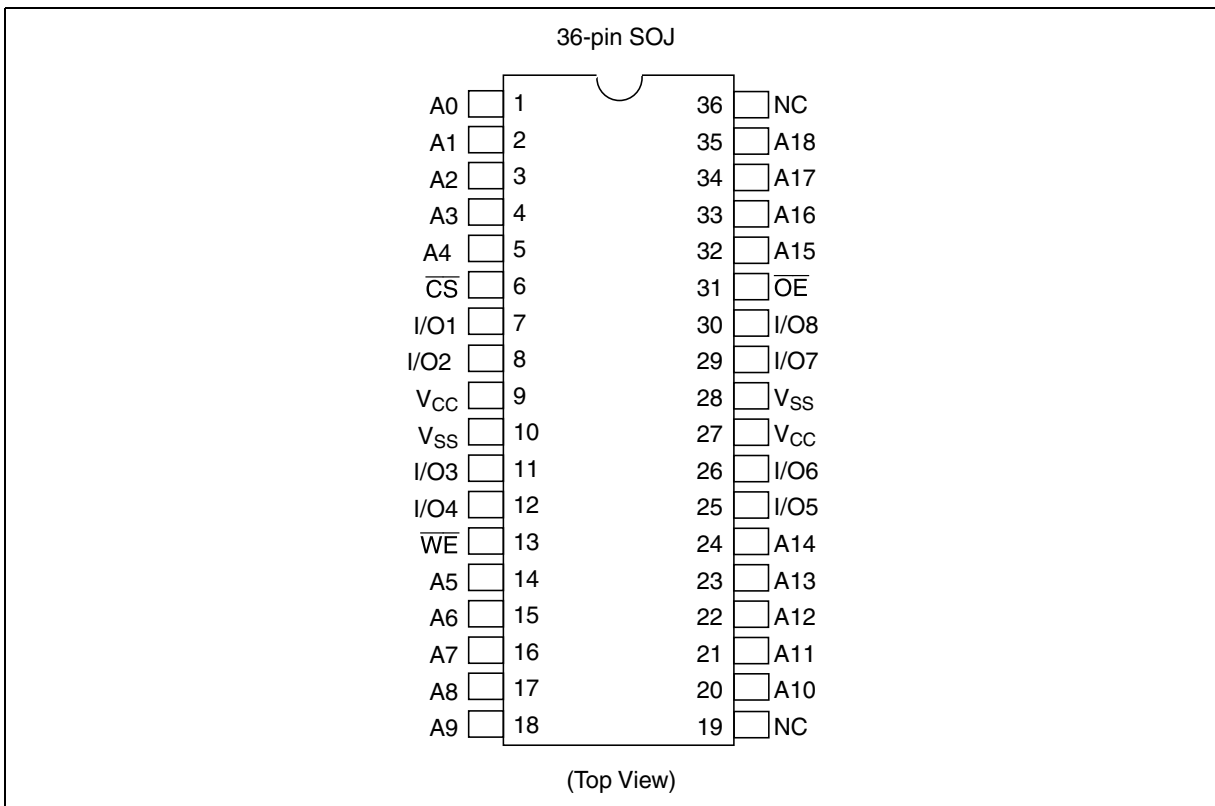 36-pin SOJ
A0 1 36 NC
A1 2 35 A18
A2 3 34 A17
A3 4 33 A16
A4 5 32 A15
C̅S̅ 6 31 O̅E̅
I/O1 7 30 I/O8
I/O2 8 29 I/O7
VCC 9 28 VSS
VSS 10 27 VCC
I/O3 11 26 I/O6
I/O4 12 25 I/O5
W̅E̅ 13 24 A14
A5 14 23 A13
A6 15 22 A12
A7 16 21 A11
A8 17 20 A10
A9 18 19 NC
(Top View)